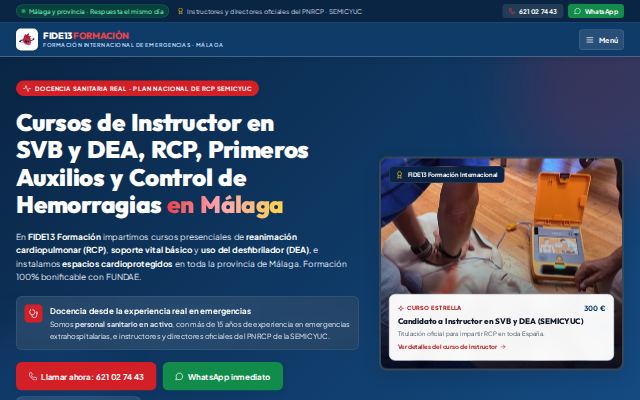 Málaga y provincia · Respuesta el mismo día
Instructores y directores oficiales del PNRCP · SEMICYUC
621 02 74 43
WhatsApp
FIDE13 FORMACIÓN
FORMACIÓN INTERNACIONAL DE EMERGENCIAS · MÁLAGA
Menú
DOCENCIA SANITARIA REAL · PLAN NACIONAL DE RCP SEMICYUC
Cursos de Instructor en
SVB y DEA, RCP, Primeros
Auxilios y Control de
Hemorragias en Málaga
En FIDE13 Formación impartimos cursos presenciales de reanimación
cardiopulmonar (RCP), soporte vital básico y uso del desfibrilador (DEA), e
instalamos espacios cardioprotegidos en toda la provincia de Málaga. Formación
100% bonificable con FUNDAE.
Docencia desde la experiencia real en emergencias
Somos personal sanitario en activo, con más de 15 años de experiencia en emergencias
extrahospitalarias, e instructores y directores oficiales del PNRCP de la SEMICYUC.
Llamar ahora: 621 02 74 43
WhatsApp inmediato
FIDE13 Formación Internacional
CURSO ESTRELLA
300 €
Candidato a Instructor en SVB y DEA (SEMICYUC)
Titulación oficial para impartir RCP en toda España.
Ver detalles del curso de instructor →